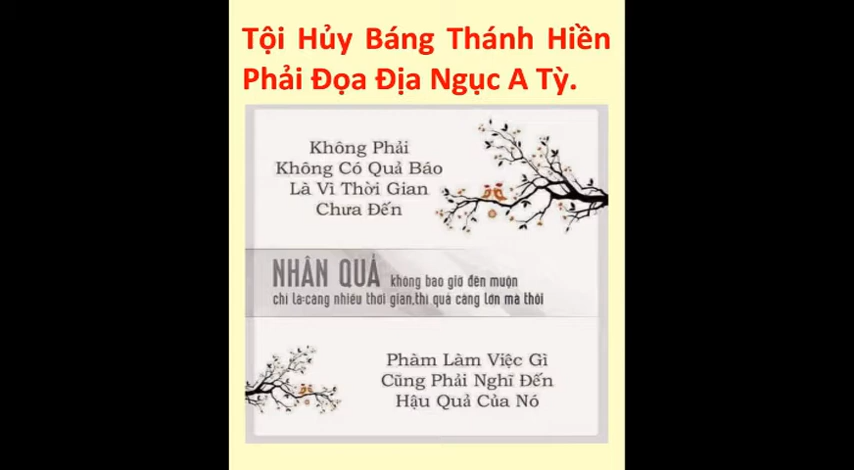 Tội Hủy Báng Thánh Hiền
Phải Đọa Địa Ngục A Tỳ.
Không Phải
Không Có Quả Báo
Là Vì Thời Gian
Chưa Đến
NHÂN QUẢ không bao giờ đến muộn
chỉ là:càng nhiều thời gian,thì quả càng lớn mà thôi
Phàm Làm Việc Gì
Cũng Phải Nghĩ Đến
Hậu Quả Của Nó